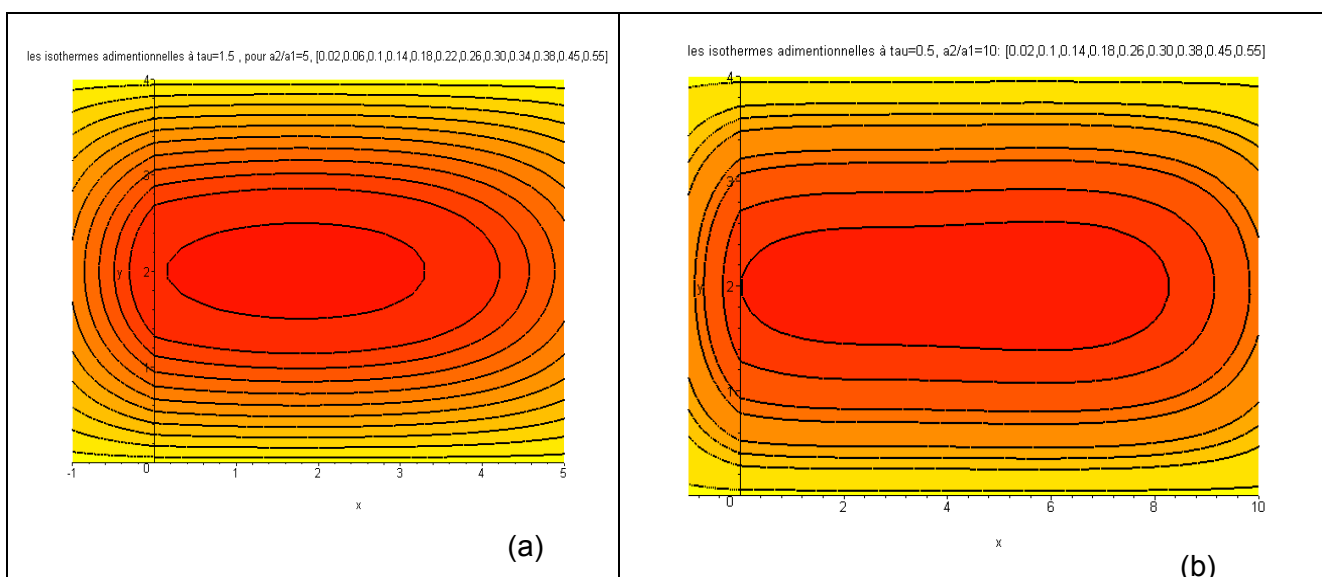 les isothermes adimentionnelles à tau=1.5 , pour a2/a1=5, [0.02,0.06,0.1,0.14,0.18,0.22,0.26,0.30,0.34,0.38,0.45,0.55]
4
3
y 2
1
-1 0 1 2 3 4 5
x
(a)
les isothermes adimentionnelles à tau=0.5, a2/a1=10: [0.02,0.1,0.14,0.18,0.26,0.30,0.38,0.45,0.55]
4
3
y 2
1
0 2 4 6 8 10
x
(b)